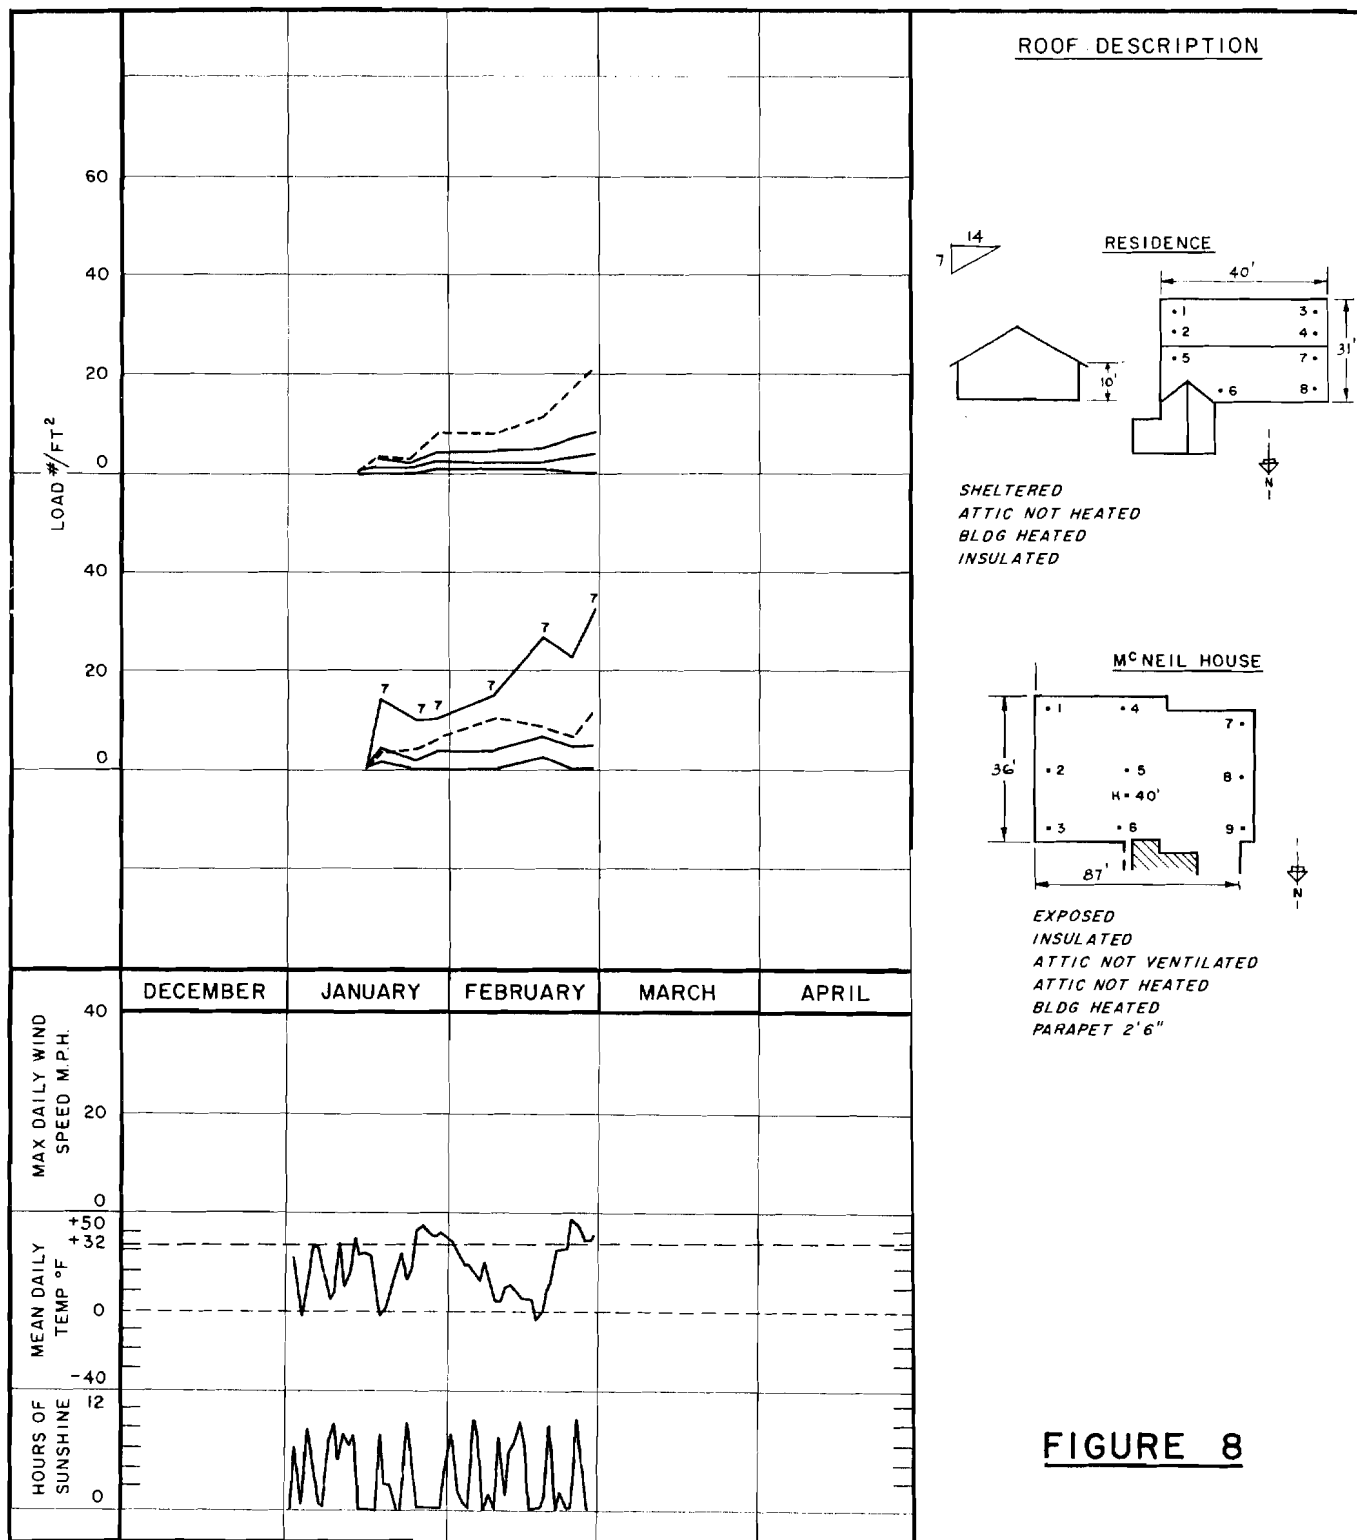 ROOF DESCRIPTION
60
40
20
0
LOAD #/FT²
40
20
0
7
7
7
7
7
7
14
7
RESIDENCE
40'
31'
10'
1
2
3
4
5
6
7
8
N
SHELTERED
ATTIC NOT HEATED
BLDG HEATED
INSULATED
McNEIL HOUSE
36'
1
2
3
4
5
H = 40'
6
7
8
9
87'
N
EXPOSED
INSULATED
ATTIC NOT VENTILATED
ATTIC NOT HEATED
BLDG HEATED
PARAPET 2'6"
DECEMBER JANUARY FEBRUARY MARCH APRIL
MAX DAILY WIND
SPEED M.P.H.
40
20
0
MEAN DAILY
TEMP °F
+50
+32
0
-40
HOURS OF
SUNSHINE
12
0
FIGURE 8